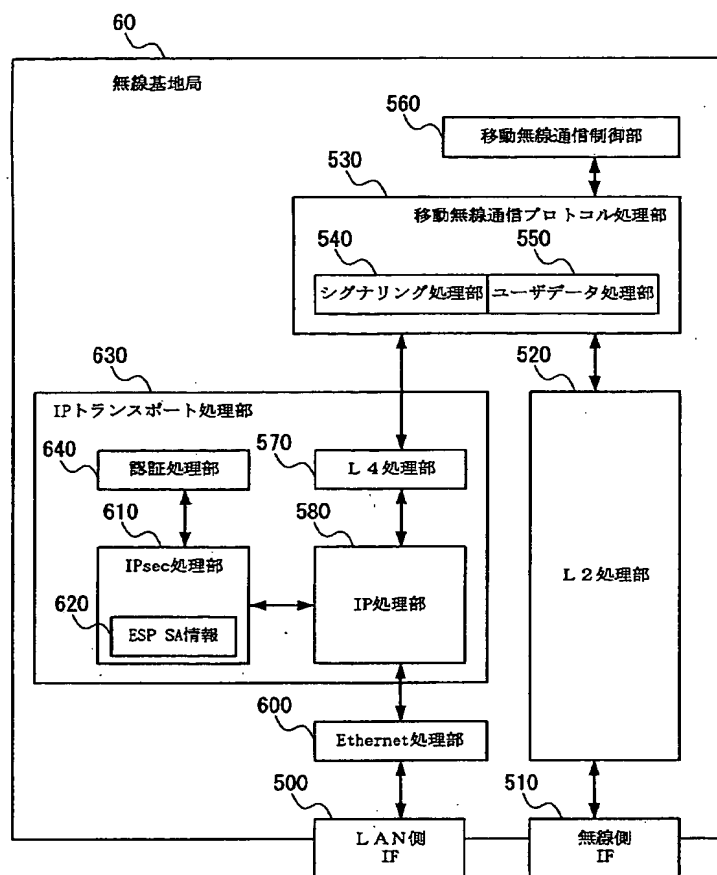 60
無線基地局
560
移動無線通信制御部
530
移動無線通信プロトコル処理部
540
550
シグナリング処理部
ユーザデータ処理部
630
520
IPトランスポート処理部
640
570
認証処理部
L4処理部
610
580
IPsec処理部
IP処理部
L2処理部
620
ESP SA情報
600
Ethernet処理部
500
510
LAN側
IF
無線側
IF